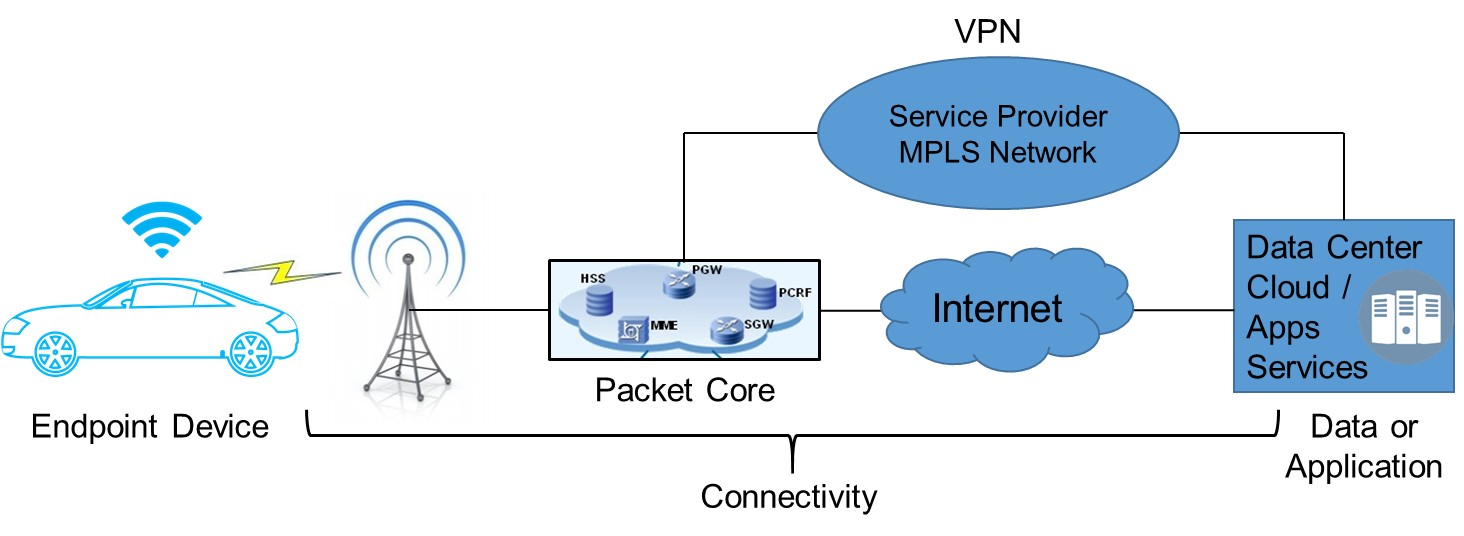 VPN
Service Provider
MPLS Network
HSS
PGW
PCRF
MME
SGW
Packet Core
Internet
Data Center
Cloud /
Apps
Services
Endpoint Device
Connectivity
Data or
Application